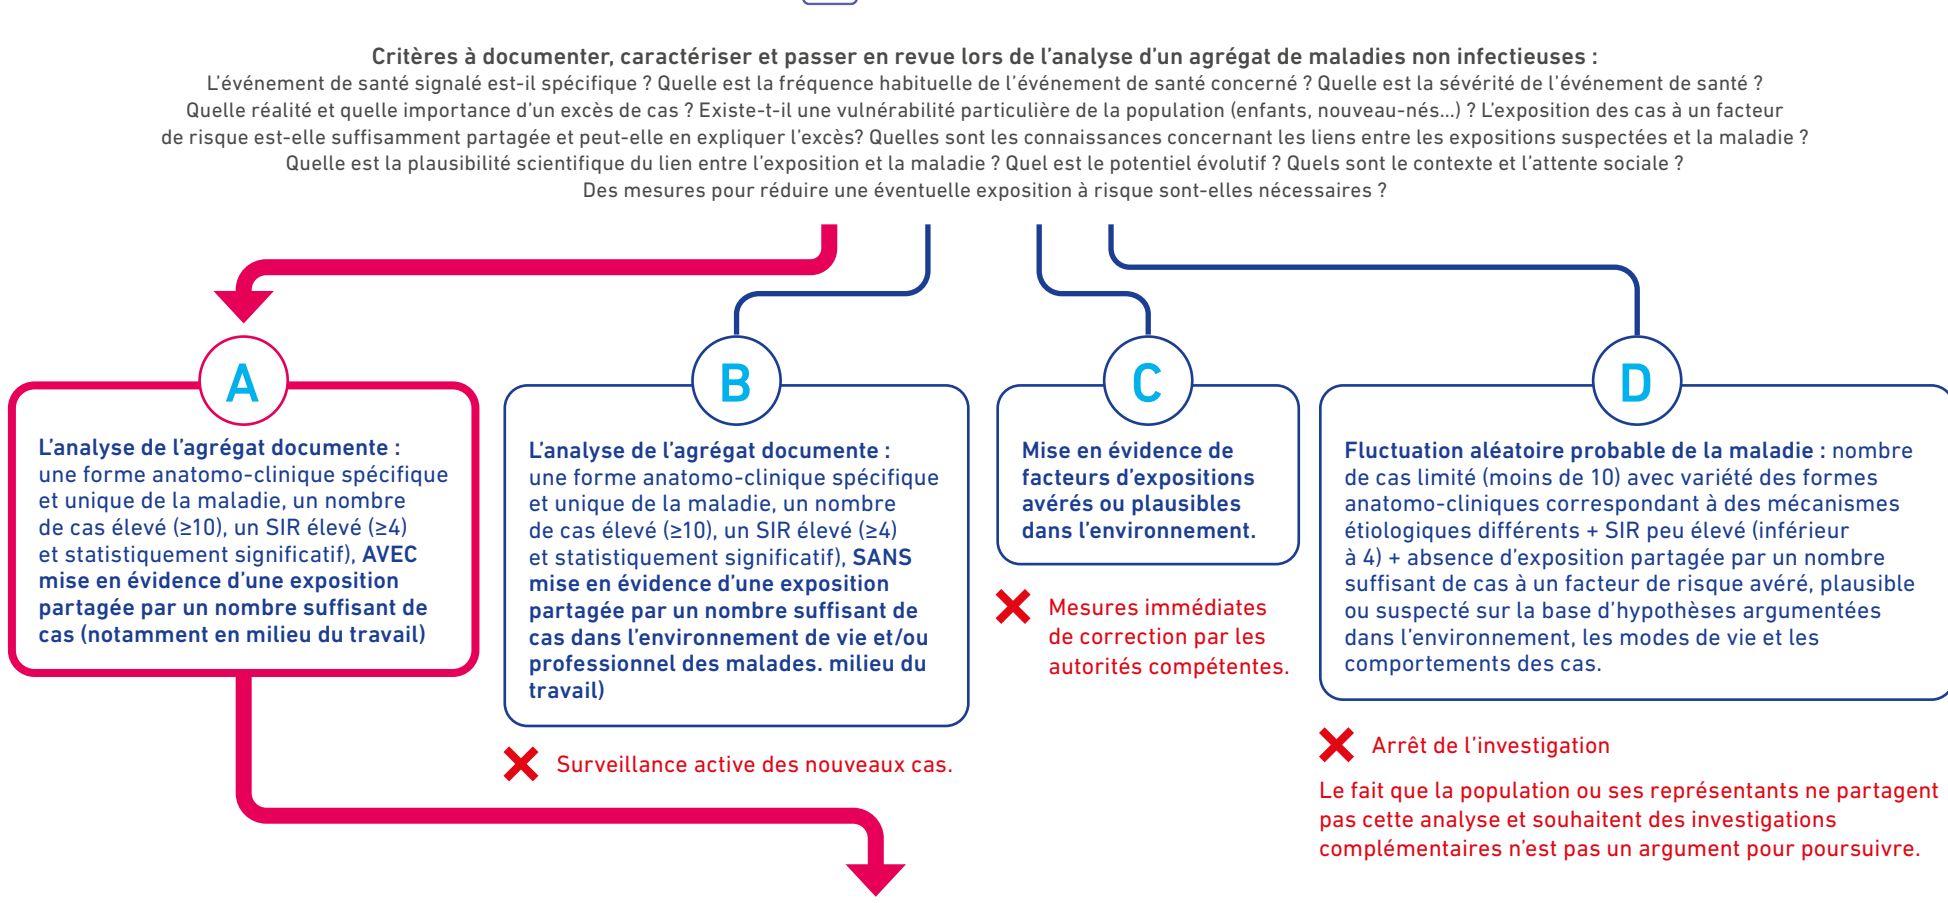 Critères à documenter, caractériser et passer en revue lors de l'analyse d'un agrégat de maladies non infectieuses :
L'événement de santé signalé est-il spécifique ? Quelle est la fréquence habituelle de l'événement de santé concerné ? Quelle est la sévérité de l'événement de santé ?
Quelle réalité et quelle importance d'un excès de cas ? Existe-t-il une vulnérabilité particulière de la population (enfants, nouveau-nés...) ? L'exposition des cas à un facteur
de risque est-elle suffisamment partagée et peut-elle en expliquer l'excès? Quelles sont les connaissances concernant les liens entre les expositions suspectées et la maladie ?
Quelle est la plausibilité scientifique du lien entre l'exposition et la maladie ? Quel est le potentiel évolutif ? Quels sont le contexte et l'attente sociale ?
Des mesures pour réduire une éventuelle exposition à risque sont-elles nécessaires ?
A
L'analyse de l'agrégat documente :
une forme anatomo-clinique spécifique
et unique de la maladie, un nombre
de cas élevé (≥10), un SIR élevé (≥4)
et statistiquement significatif), AVEC
mise en évidence d'une exposition
partagée par un nombre suffisant de
cas (notamment en milieu du travail)
B
L'analyse de l'agrégat documente :
une forme anatomo-clinique spécifique
et unique de la maladie, un nombre
de cas élevé (≥10), un SIR élevé (≥4)
et statistiquement significatif), SANS
mise en évidence d'une exposition
partagée par un nombre suffisant de
cas dans l'environnement de vie et/ou
professionnel des malades. milieu du
travail)
Surveillance active des nouveaux cas.
C
Mise en évidence de
facteurs d'expositions
avérés ou plausibles
dans l'environnement.
Mesures immédiates
de correction par les
autorités compétentes.
D
Fluctuation aléatoire probable de la maladie : nombre
de cas limité (moins de 10) avec variété des formes
anatomo-cliniques correspondant à des mécanismes
étiologiques différents + SIR peu élevé (inférieur
à 4) + absence d'exposition partagée par un nombre
suffisant de cas à un facteur de risque avéré, plausible
ou suspecté sur la base d'hypothèses argumentées
dans l'environnement, les modes de vie et les
comportements des cas.
Arrêt de l'investigation
Le fait que la population ou ses représentants ne partagent
pas cette analyse et souhaitent des investigations
complémentaires n'est pas un argument pour poursuivre.